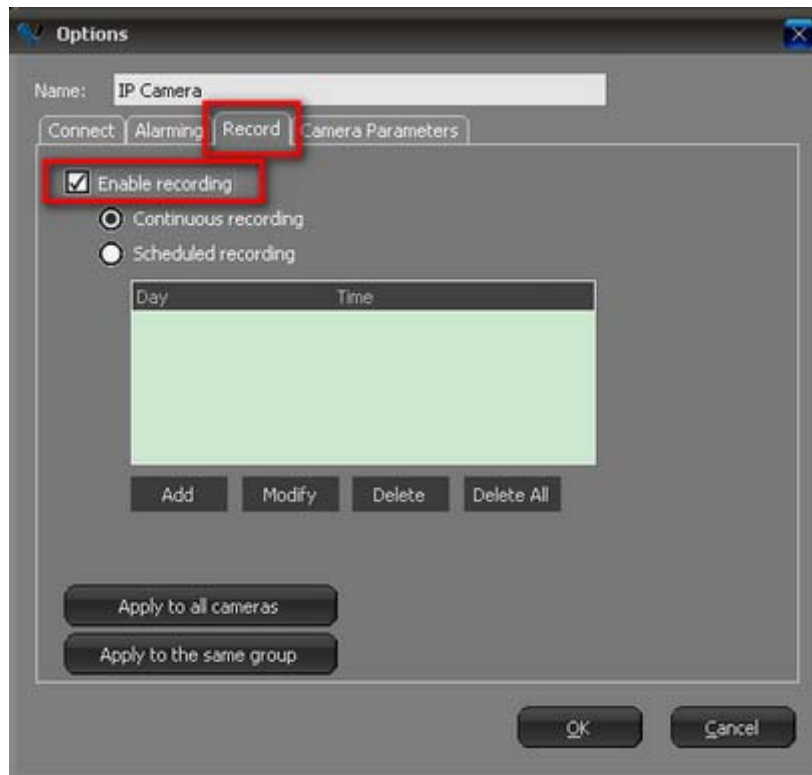 Options
Name: IP Camera
Connect Alarming Record Camera Parameters
Enable recording
Continuous recording
Scheduled recording
Day Time
Add Modify Delete Delete All
Apply to all cameras
Apply to the same group
OK Cancel